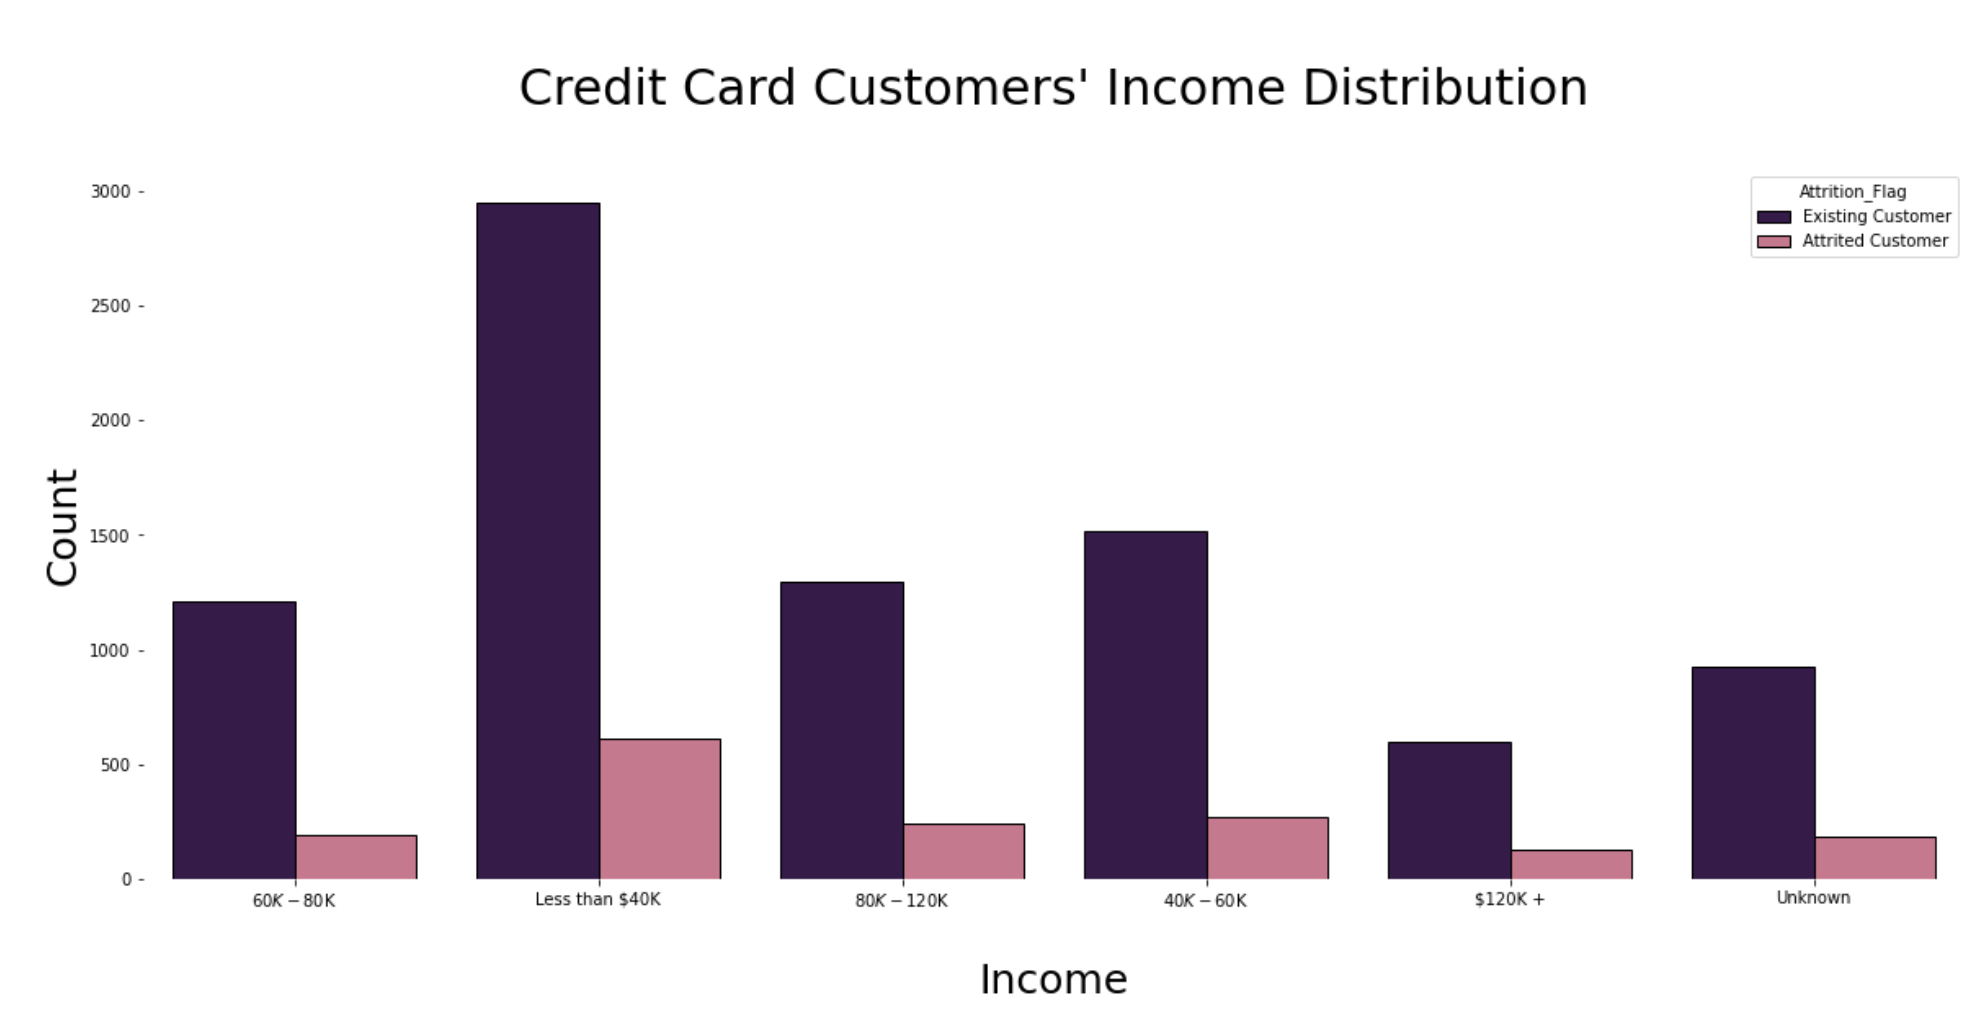 Credit Card Customers' Income Distribution
3000
2500
2000
1500
1000
500
0
Count
Attrition_Flag
Existing Customer
Attrited Customer
60K − 80K
Less than $40K
80K − 120K
40K − 60K
$120K +
Unknown
Income